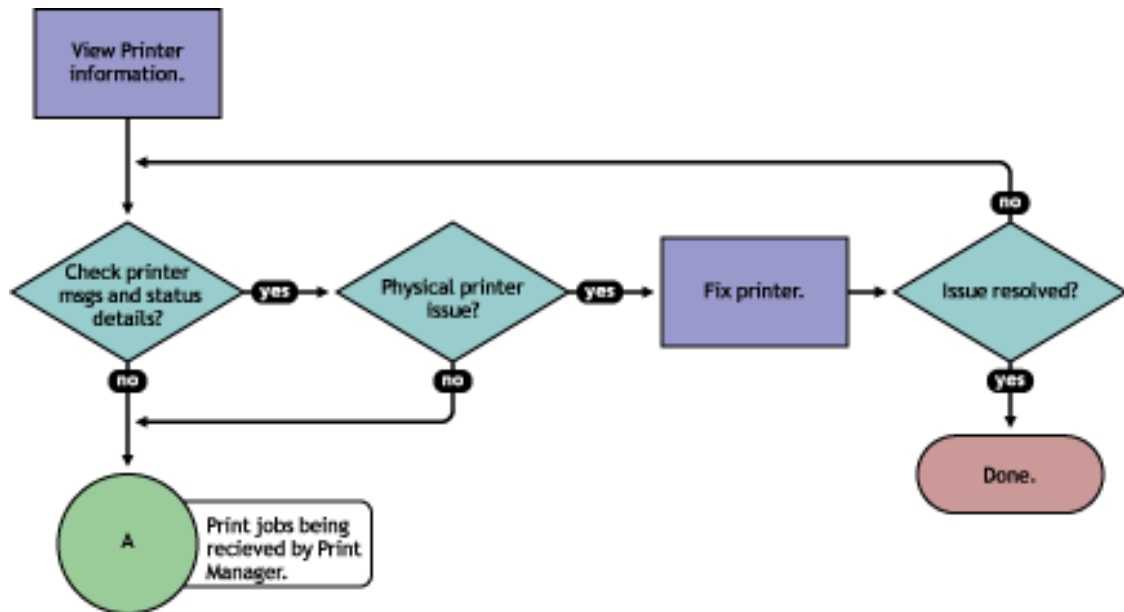 View Printer
information.
no
Check printer
msgs and status
details?
yes
Physical printer
issue?
yes
Fix printer.
Issue resolved?
no
no
yes
Done.
A
Print jobs being
recieved by Print
Manager.